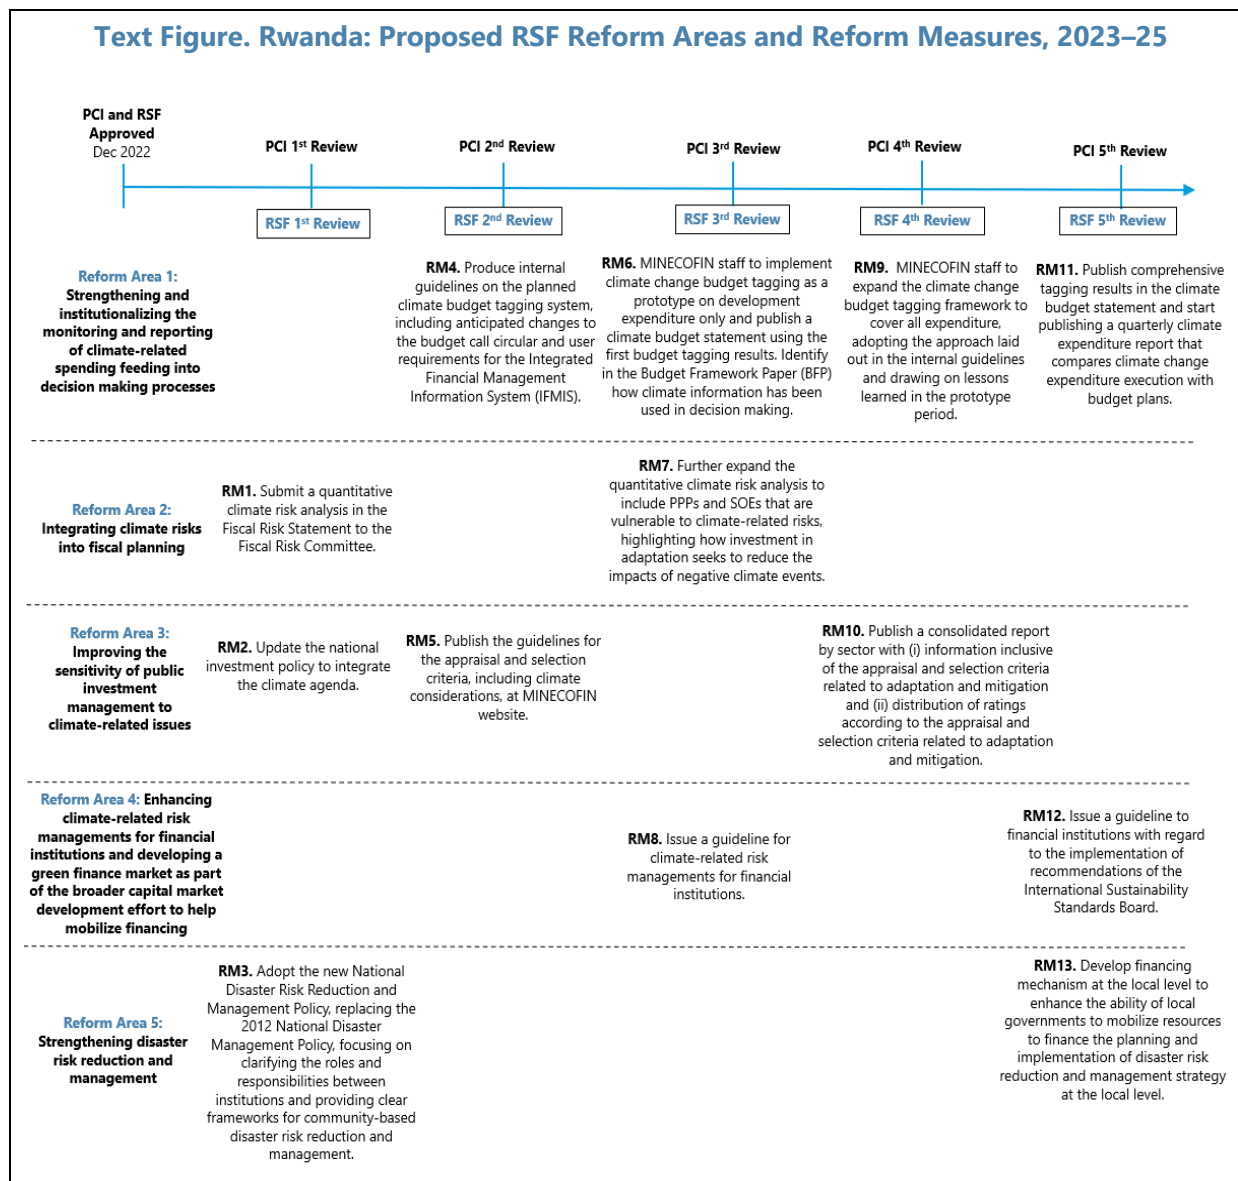 Text Figure. Rwanda: Proposed RSF Reform Areas and Reform Measures, 2023–25
PCI and RSF
Approved
Dec 2022
PCI 1st Review
PCI 2nd Review
PCI 3rd Review
PCI 4th Review
PCI 5th Review
RSF 1st Review
RSF 2nd Review
RSF 3rd Review
RSF 4th Review
RSF 5th Review
Reform Area 1:
Strengthening and
institutionalizing the
monitoring and reporting
of climate-related
spending feeding into
decision making processes
RM4. Produce internal
guidelines on the planned
climate budget tagging system,
including anticipated changes to
the budget call circular and user
requirements for the Integrated
Financial Management
Information System (IFMIS).
RM6. MINECOFIN staff to implement
climate change budget tagging as a
prototype on development
expenditure only and publish a
climate budget statement using the
first budget tagging results. Identify
in the Budget Framework Paper (BFP)
how climate information has been
used in decision making.
RM9. MINECOFIN staff to
expand the climate change
budget tagging framework to
cover all expenditure,
adopting the approach laid
out in the internal guidelines
and drawing on lessons
learned in the prototype
period.
RM11. Publish comprehensive
tagging results in the climate
budget statement and start
publishing a quarterly climate
expenditure report that
compares climate change
expenditure execution with
budget plans.
Reform Area 2:
Integrating climate risks
into fiscal planning
RM1. Submit a quantitative
climate risk analysis in the
Fiscal Risk Statement to the
Fiscal Risk Committee.
RM7. Further expand the
quantitative climate risk analysis to
include PPPs and SOEs that are
vulnerable to climate-related risks,
highlighting how investment in
adaptation seeks to reduce the
impacts of negative climate events.
Reform Area 3:
Improving the
sensitivity of public
investment
management to
climate-related issues
RM2. Update the national
investment policy to integrate
the climate agenda.
RM5. Publish the guidelines for
the appraisal and selection
criteria, including climate
considerations, at MINECOFIN
website.
RM10. Publish a consolidated report
by sector with (i) information inclusive
of the appraisal and selection criteria
related to adaptation and mitigation
and (ii) distribution of ratings
according to the appraisal and
selection criteria related to adaptation
and mitigation.
Reform Area 4: Enhancing
climate-related risk
managements for financial
institutions and developing a
green finance market as part
of the broader capital market
development effort to help
mobilize financing
RM8. Issue a guideline for
climate-related risk
managements for financial
institutions.
RM12. Issue a guideline to
financial institutions with regard
to the implementation of
recommendations of the
International Sustainability
Standards Board.
Reform Area 5:
Strengthening disaster
risk reduction and
management
RM3. Adopt the new National
Disaster Risk Reduction and
Management Policy, replacing the
2012 National Disaster
Management Policy, focusing on
clarifying the roles and
responsibilities between
institutions and providing clear
frameworks for community-based
disaster risk reduction and
management.
RM13. Develop financing
mechanism at the local level to
enhance the ability of local
governments to mobilize resources
to finance the planning and
implementation of disaster risk
reduction and management strategy
at the local level.